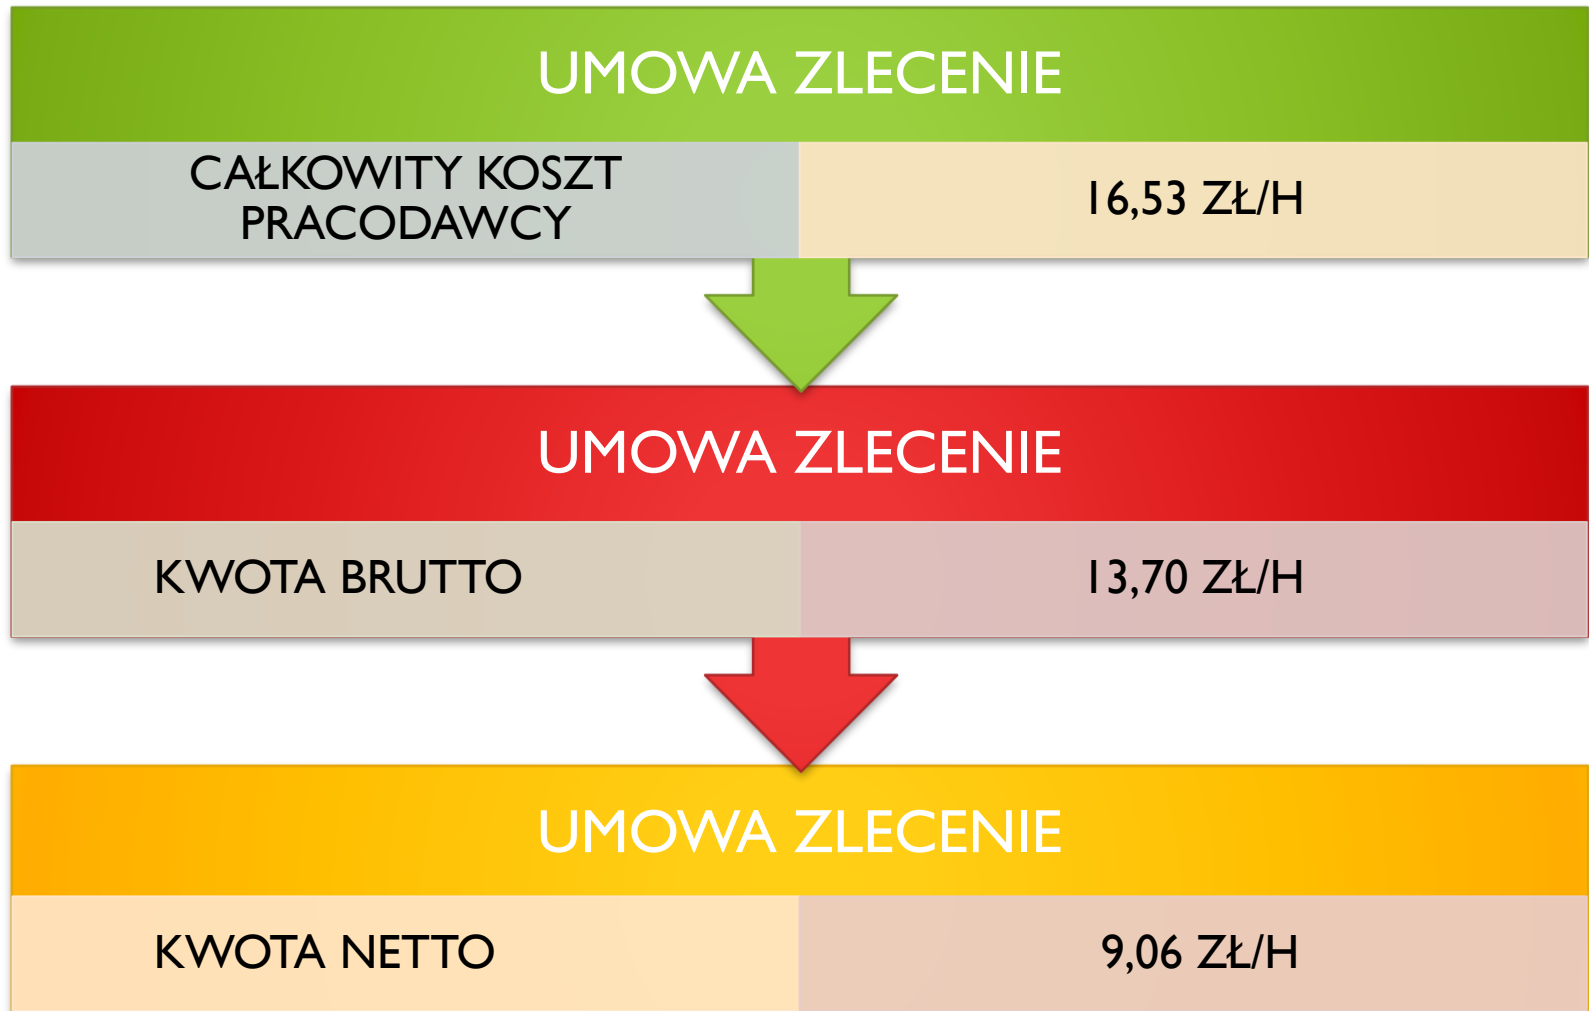 UMOWA ZLECENIE
CAŁKOWITY KOSZT
PRACODAWCY
16,53 ZŁ/H
UMOWA ZLECENIE
KWOTA BRUTTO
13,70 ZŁ/H
UMOWA ZLECENIE
KWOTA NETTO
9,06 ZŁ/H